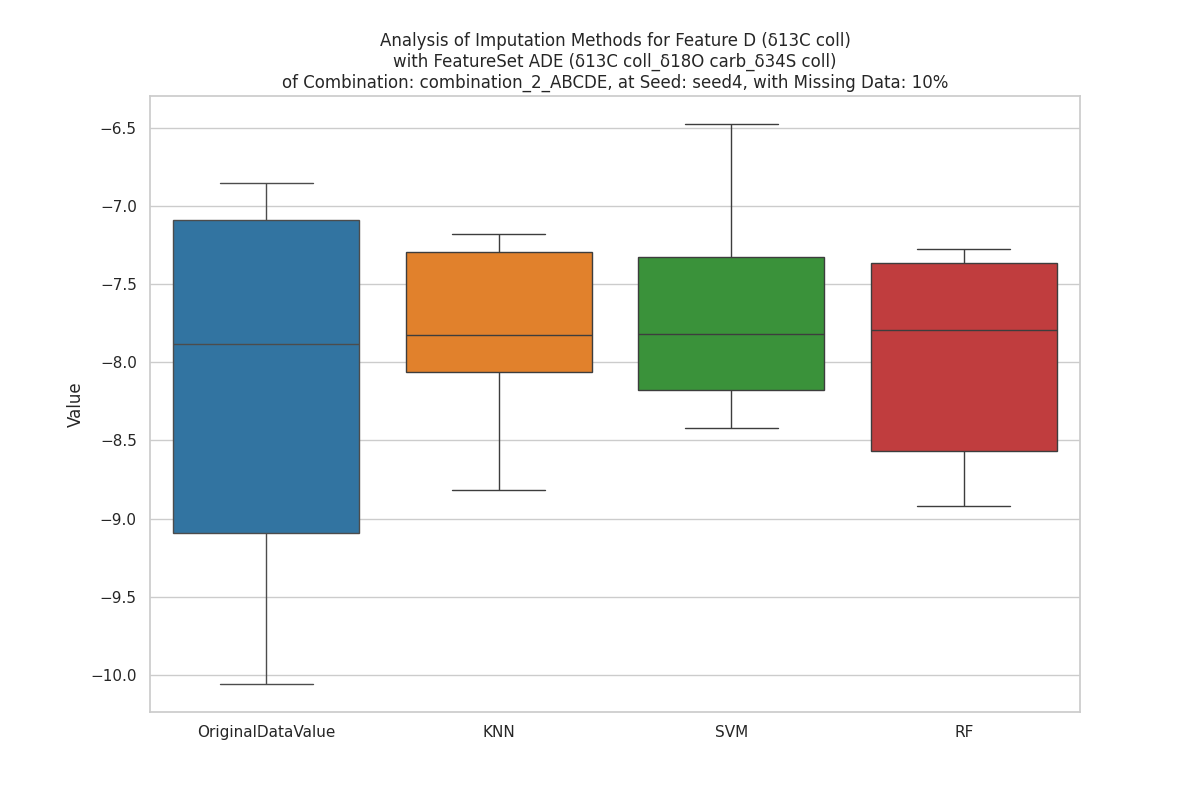 Analysis of Imputation Methods for Feature D (δ13C coll)
with FeatureSet ADE (δ13C coll_δ18O carb_δ34S coll)
of Combination: combination_2_ABCDE, at Seed: seed4, with Missing Data: 10%
−6.5
−7.0
−7.5
−8.0
−8.5
−9.0
−9.5
−10.0
Value
OriginalDataValue
KNN
SVM
RF